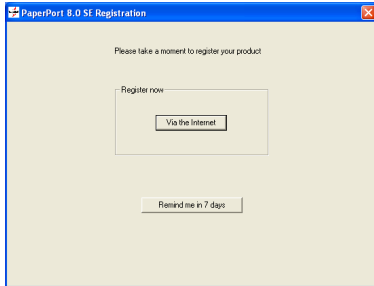 PaperPort 8.0 SE Registration
Please take a moment to register your product
Register now
Via the Internet
Remind me in 7 days